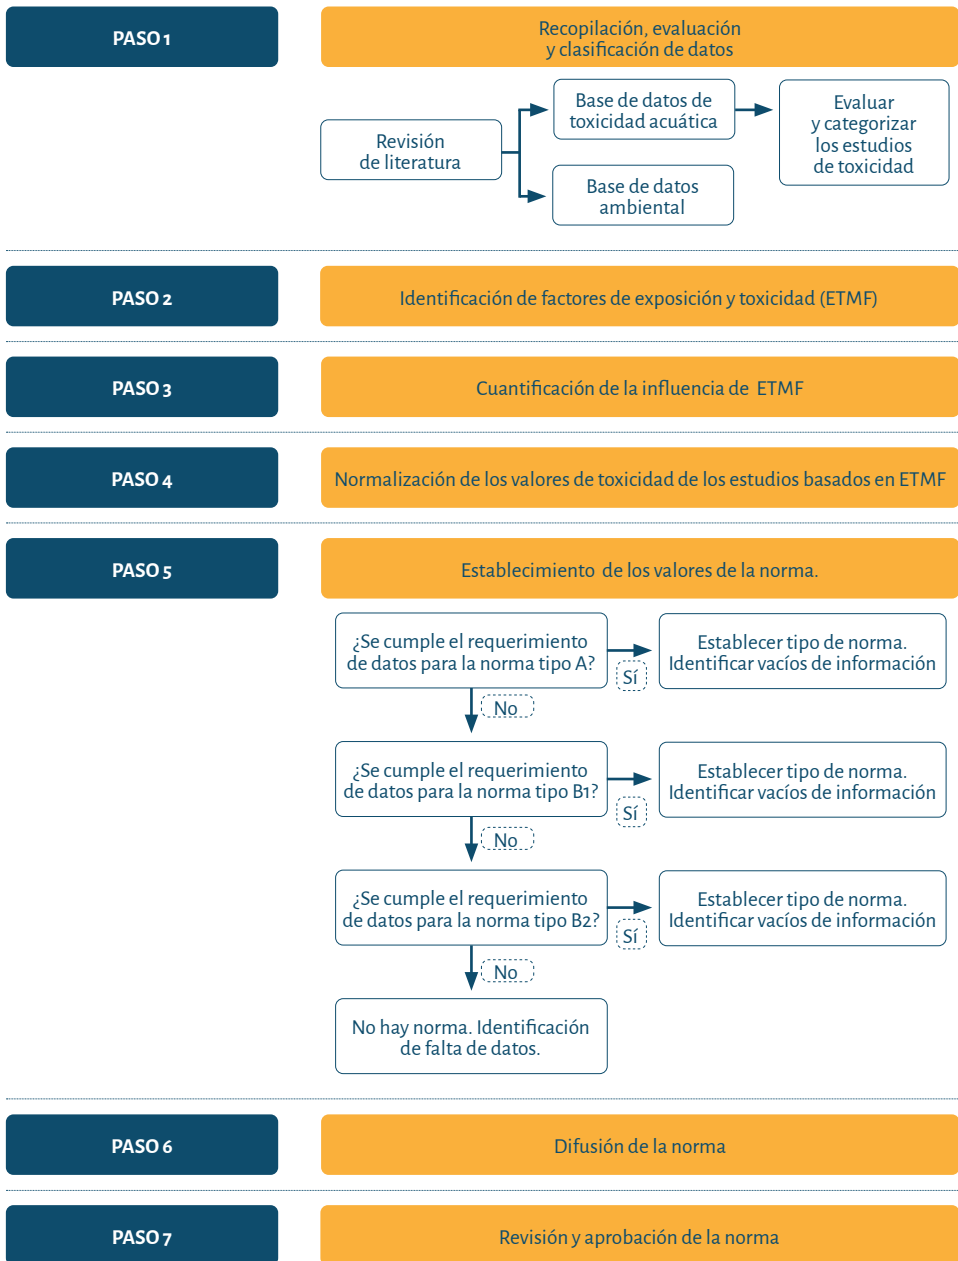 PASO 1
Recopilación, evaluación
y clasificación de datos
Revisión
de literatura
Base de datos de
toxicidad acuática
Evaluar
y categorizar
los estudios
de toxicidad
Base de datos
ambiental
PASO 2
Identificación de factores de exposición y toxicidad (ETMF)
PASO 3
Cuantificación de la influencia de ETMF
PASO 4
Normalización de los valores de toxicidad de los estudios basados en ETMF
PASO 5
Establecimiento de los valores de la norma.
¿Se cumple el requerimiento
de datos para la norma tipo A?
Sí
Establecer tipo de norma.
Identificar vacíos de información
No
¿Se cumple el requerimiento
de datos para la norma tipo B1?
Sí
Establecer tipo de norma.
Identificar vacíos de información
No
¿Se cumple el requerimiento
de datos para la norma tipo B2?
Sí
Establecer tipo de norma.
Identificar vacíos de información
No
No hay norma. Identificación
de falta de datos.
PASO 6
Difusión de la norma
PASO 7
Revisión y aprobación de la norma